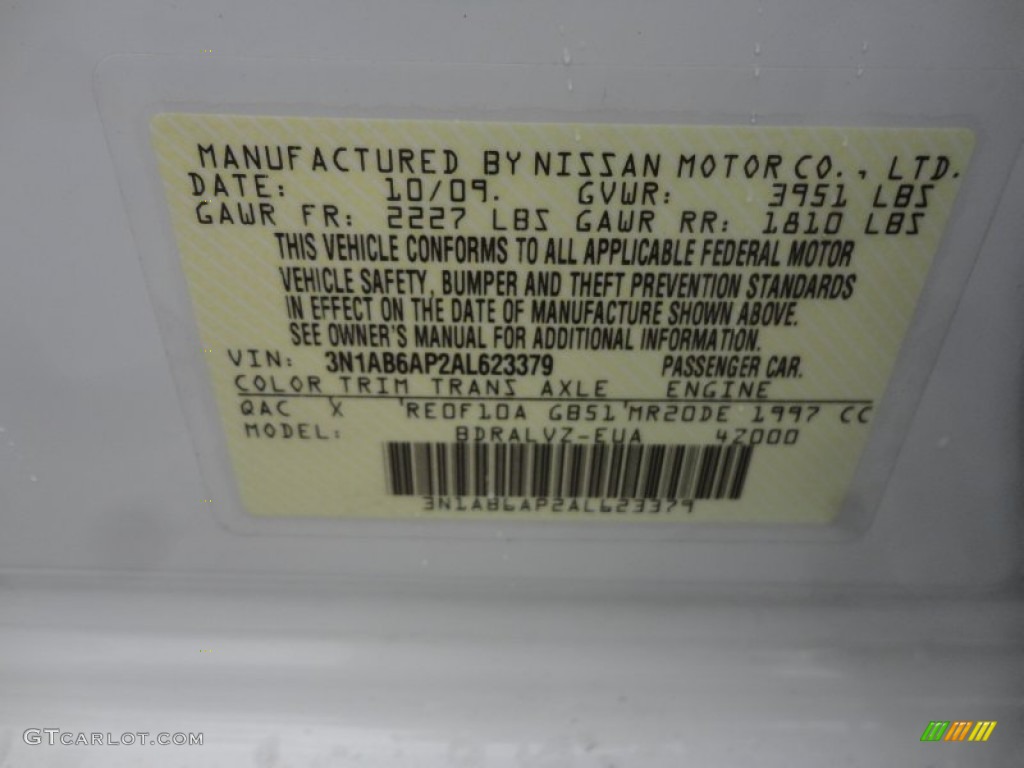 MANUFACTURED BY NISSAN MOTOR CO., LTD.
DATE: 10/09. GVWR: 3951 LBS
GAWR FR: 2227 LBS GAWR RR: 1810 LBS
THIS VEHICLE CONFORMS TO ALL APPLICABLE FEDERAL MOTOR
VEHICLE SAFETY, BUMPER AND THEFT PREVENTION STANDARDS
IN EFFECT ON THE DATE OF MANUFACTURE SHOWN ABOVE.
SEE OWNER'S MANUAL FOR ADDITIONAL INFORMATION.
VIN: 3N1AB6AP2AL623379 PASSENGER CAR.
COLOR TRIM TRANS AXLE ENGINE
QAC X 'RE0F10A GB51'MR20DE 1997 CC
MODEL: BDRALVZ-EUA 4Z000
3N1AB6AP2AL623379
GTCARLOT.COM